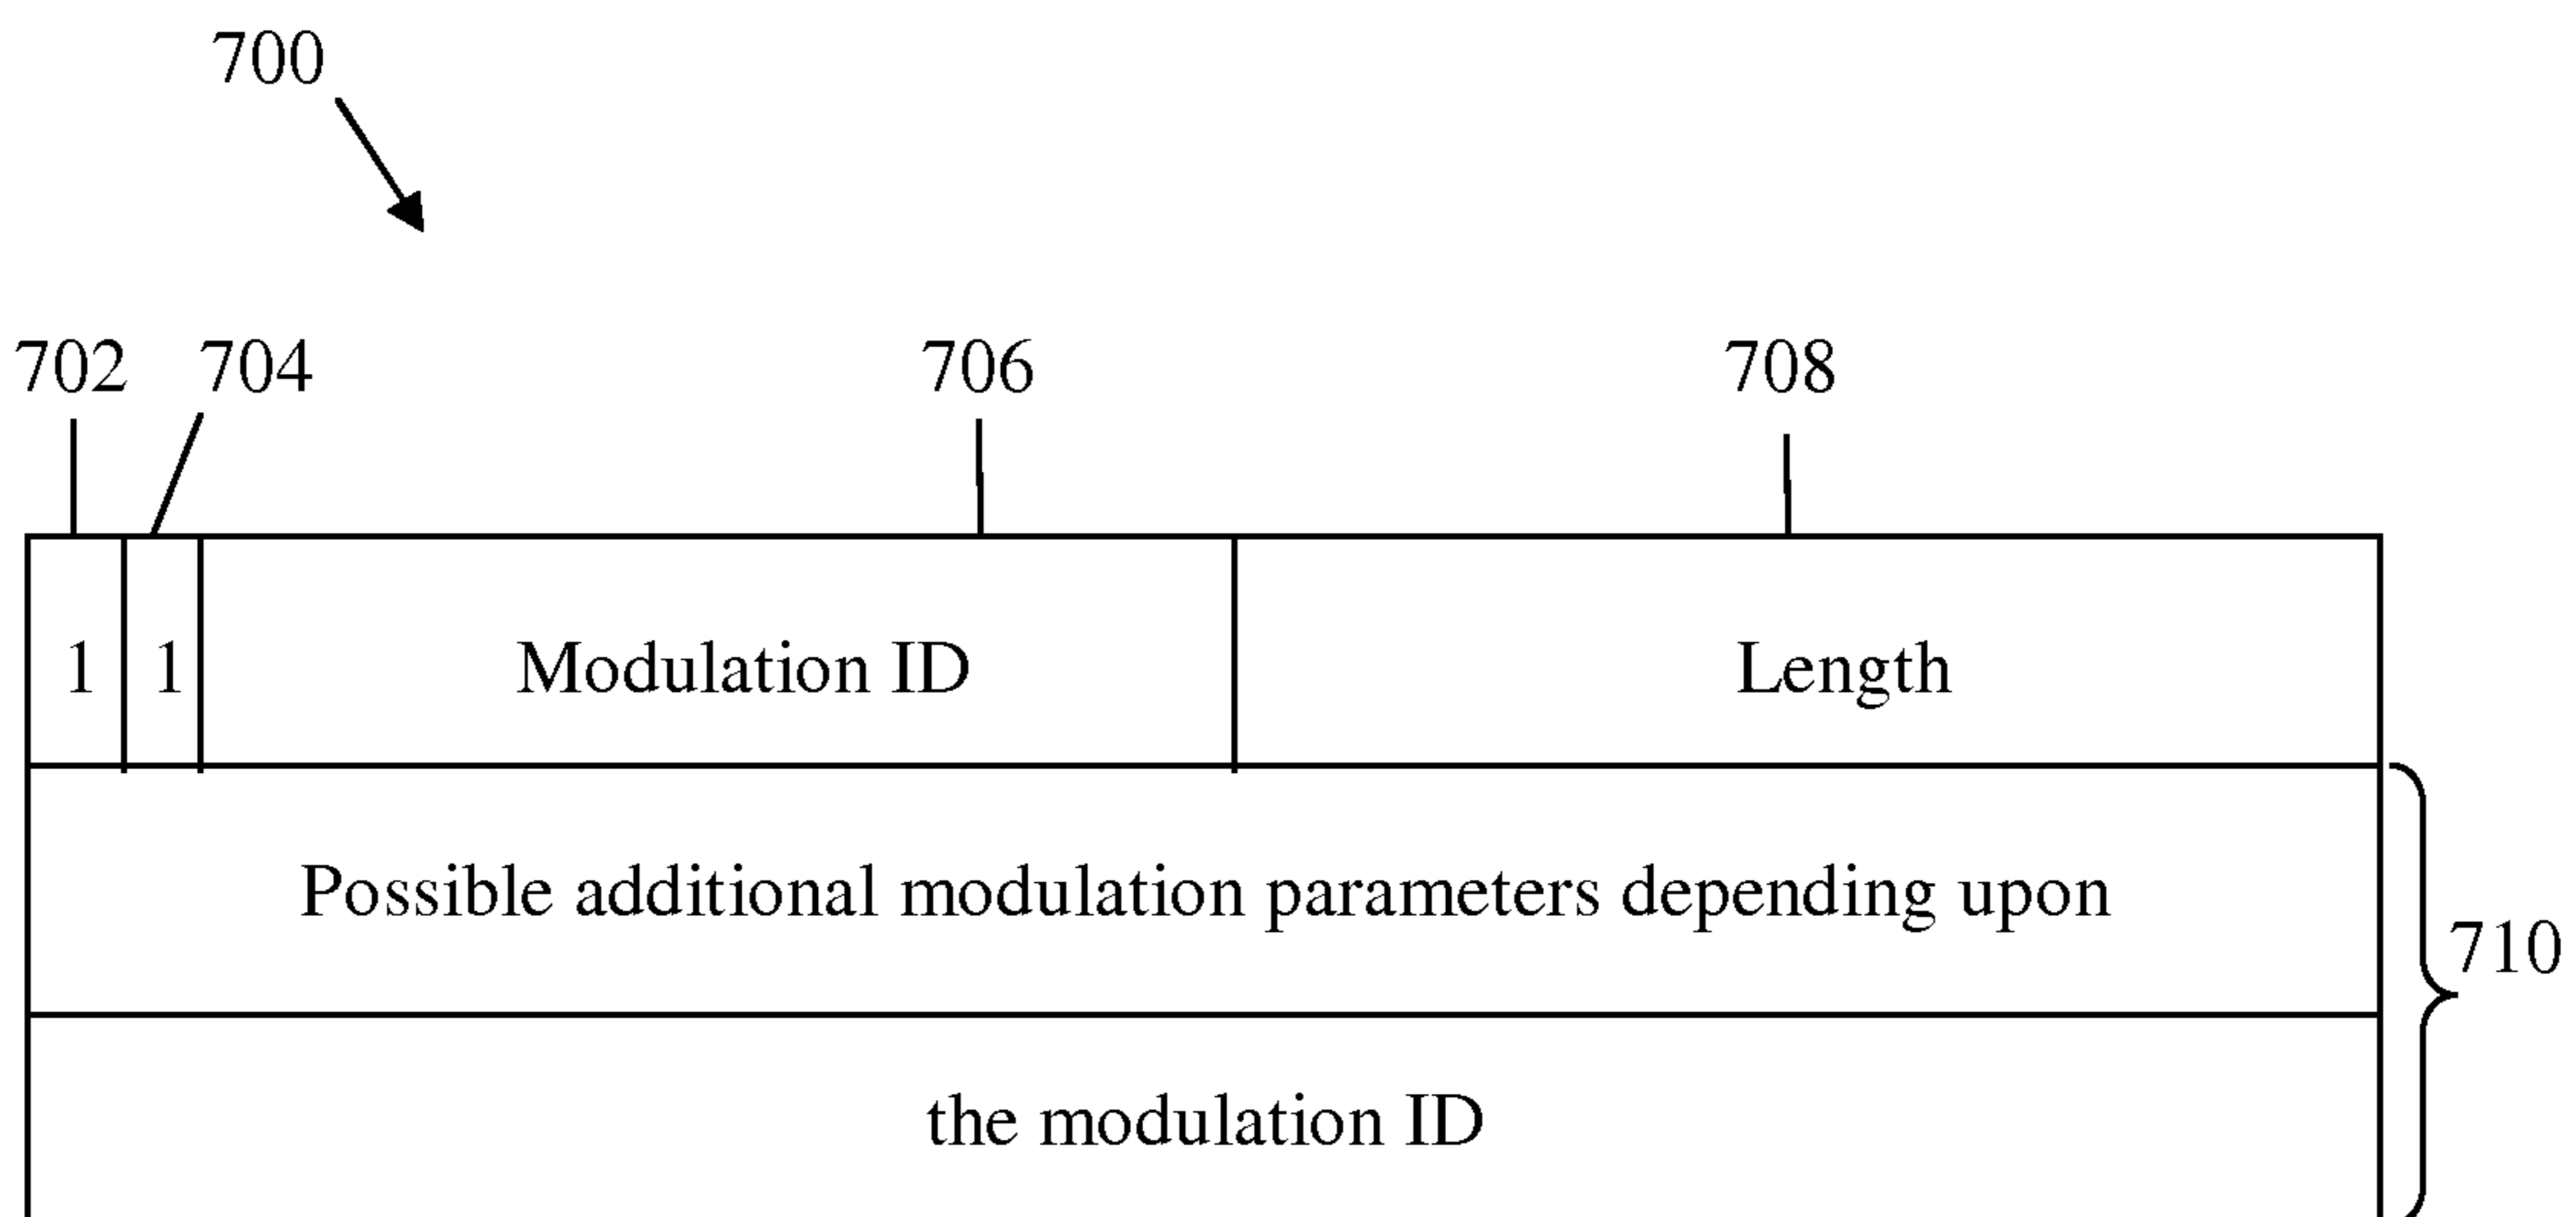 700
702 704 706 708
1 1 Modulation ID Length
Possible additional modulation parameters depending upon
710
the modulation ID